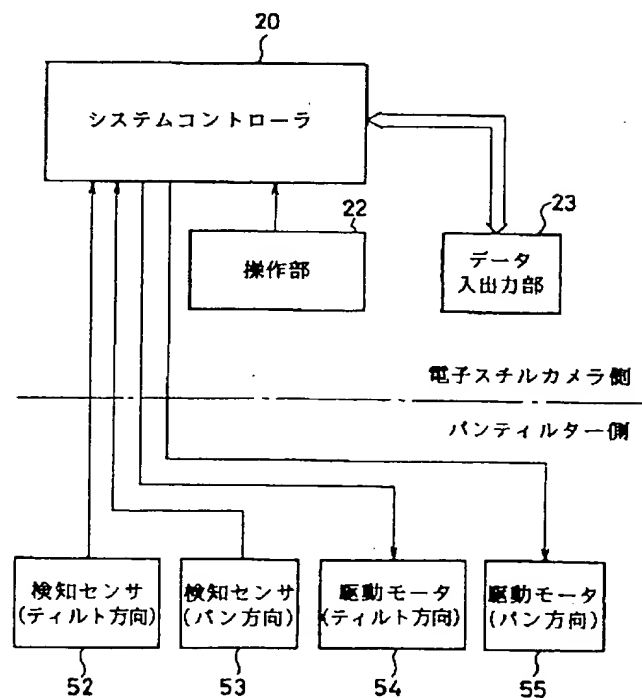 20
システムコントローラ
22
操作部
23
データ
入出力部
電子スチルカメラ側
パンティルター側
検知センサ
(ティルト方向)
検知センサ
(パン方向)
駆動モータ
(ティルト方向)
駆動モータ
(パン方向)
52
53
54
55